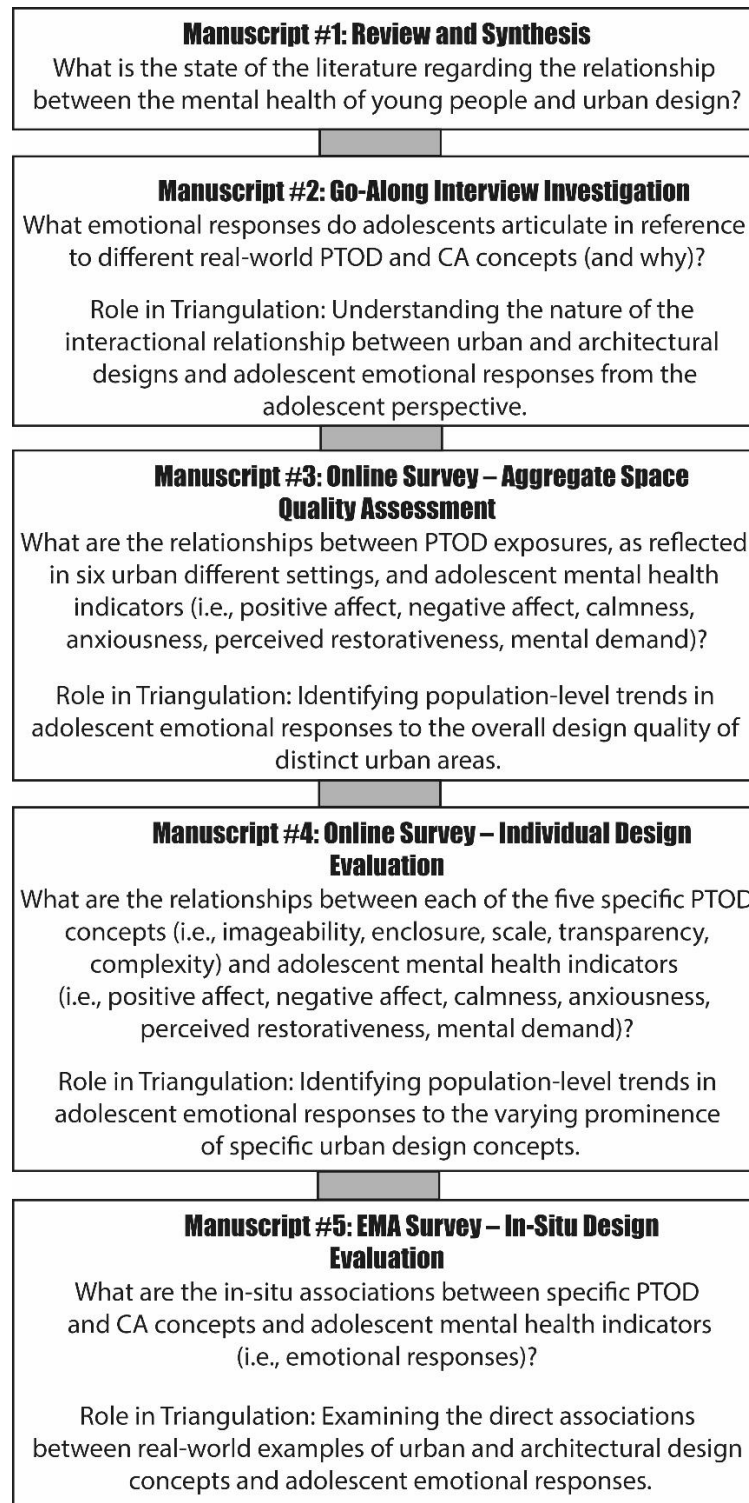 Manuscript #1: Review and Synthesis
What is the state of the literature regarding the relationship
between the mental health of young people and urban design?
Manuscript #2: Go-Along Interview Investigation
What emotional responses do adolescents articulate in reference
to different real-world PTOD and CA concepts (and why)?
Role in Triangulation: Understanding the nature of the
interactional relationship between urban and architectural
designs and adolescent emotional responses from the
adolescent perspective.
Manuscript #3: Online Survey – Aggregate Space
Quality Assessment
What are the relationships between PTOD exposures, as reflected
in six urban different settings, and adolescent mental health
indicators (i.e., positive affect, negative affect, calmness,
anxiousness, perceived restorativeness, mental demand)?
Role in Triangulation: Identifying population-level trends in
adolescent emotional responses to the overall design quality of
distinct urban areas.
Manuscript #4: Online Survey – Individual Design
Evaluation
What are the relationships between each of the five specific PTOD
concepts (i.e., imageability, enclosure, scale, transparency,
complexity) and adolescent mental health indicators
(i.e., positive affect, negative affect, calmness, anxiousness,
perceived restorativeness, mental demand)?
Role in Triangulation: Identifying population-level trends in
adolescent emotional responses to the varying prominence
of specific urban design concepts.
Manuscript #5: EMA Survey – In-Situ Design
Evaluation
What are the in-situ associations between specific PTOD
and CA concepts and adolescent mental health indicators
(i.e., emotional responses)?
Role in Triangulation: Examining the direct associations
between real-world examples of urban and architectural design
concepts and adolescent emotional responses.